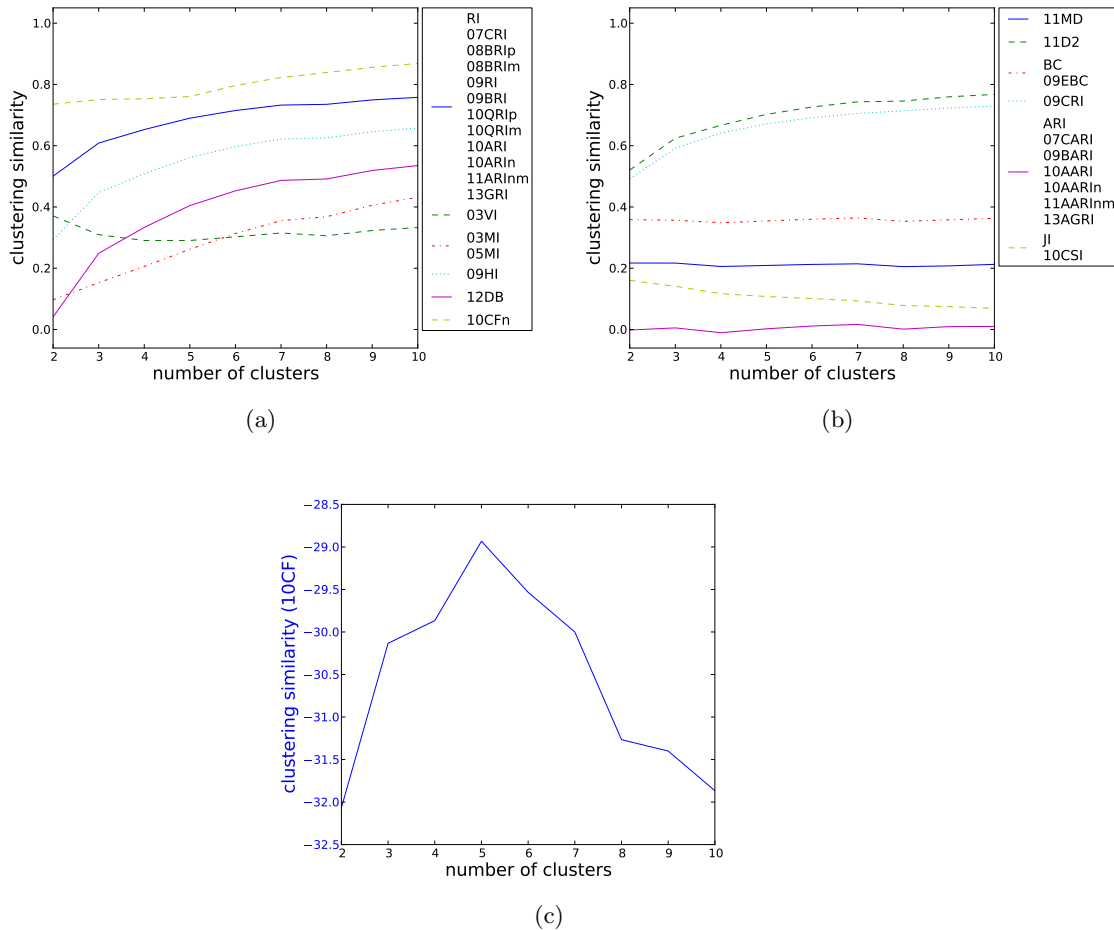 1.0
0.8
0.6
0.4
0.2
0.0
clustering similarity
2 3 4 5 6 7 8 9 10
number of clusters
RI
07CRI
08BRIp
08BRIm
09RI
09BRI
10QRIp
10QRIm
10ARI
10ARIn
11ARInm
13GRI
03VI
03MI
05MI
09HI
12DB
10CFn
(a)
1.0
0.8
0.6
0.4
0.2
0.0
clustering similarity
2 3 4 5 6 7 8 9 10
number of clusters
11MD
11D2
BC
09EBC
09CRI
ARI
07CARI
09BARI
10AARI
10AARIn
11AARInm
13AGRI
JI
10CSI
(b)
−28.5
−29.0
−29.5
−30.0
−30.5
−31.0
−31.5
−32.0
−32.5
clustering similarity (10CF)
2 3 4 5 6 7 8 9 10
number of clusters
(c)